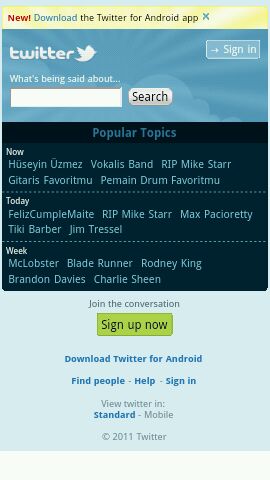 New! Download the Twitter for Android app ×
twitter
→ Sign in
What's being said about...
Search
Popular Topics
Now
Hüseyin Üzmez Vokalis Band RIP Mike Starr
Gitaris Favoritmu Pemain Drum Favoritmu
Today
FelizCumpleMaite RIP Mike Starr Max Pacioretty
Tiki Barber Jim Tressel
Week
McLobster Blade Runner Rodney King
Brandon Davies Charlie Sheen
Join the conversation
Sign up now
Download Twitter for Android
Find people - Help - Sign in
View twitter in:
Standard - Mobile
© 2011 Twitter